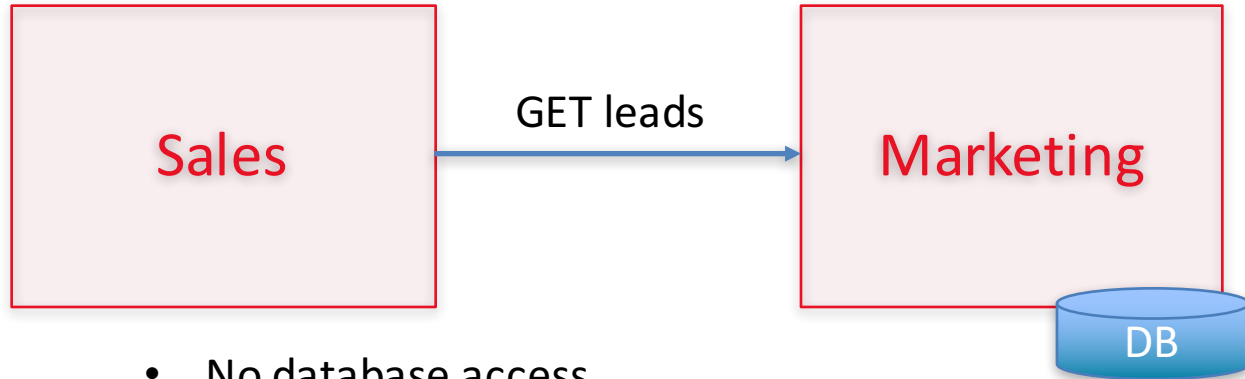 GET leads
Sales
Marketing
DB
• No database access